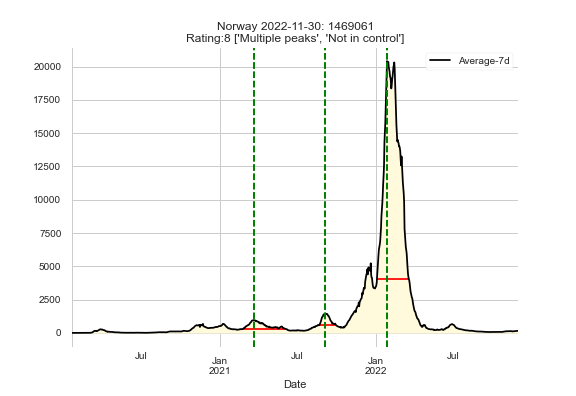 Norway 2022-11-30: 1469061
Rating:8 ['Multiple peaks', 'Not in control']
Average-7d
20000
17500
15000
12500
10000
7500
5000
2500
0
Jul
Jan
2021
Jul
Jan
2022
Jul
Date